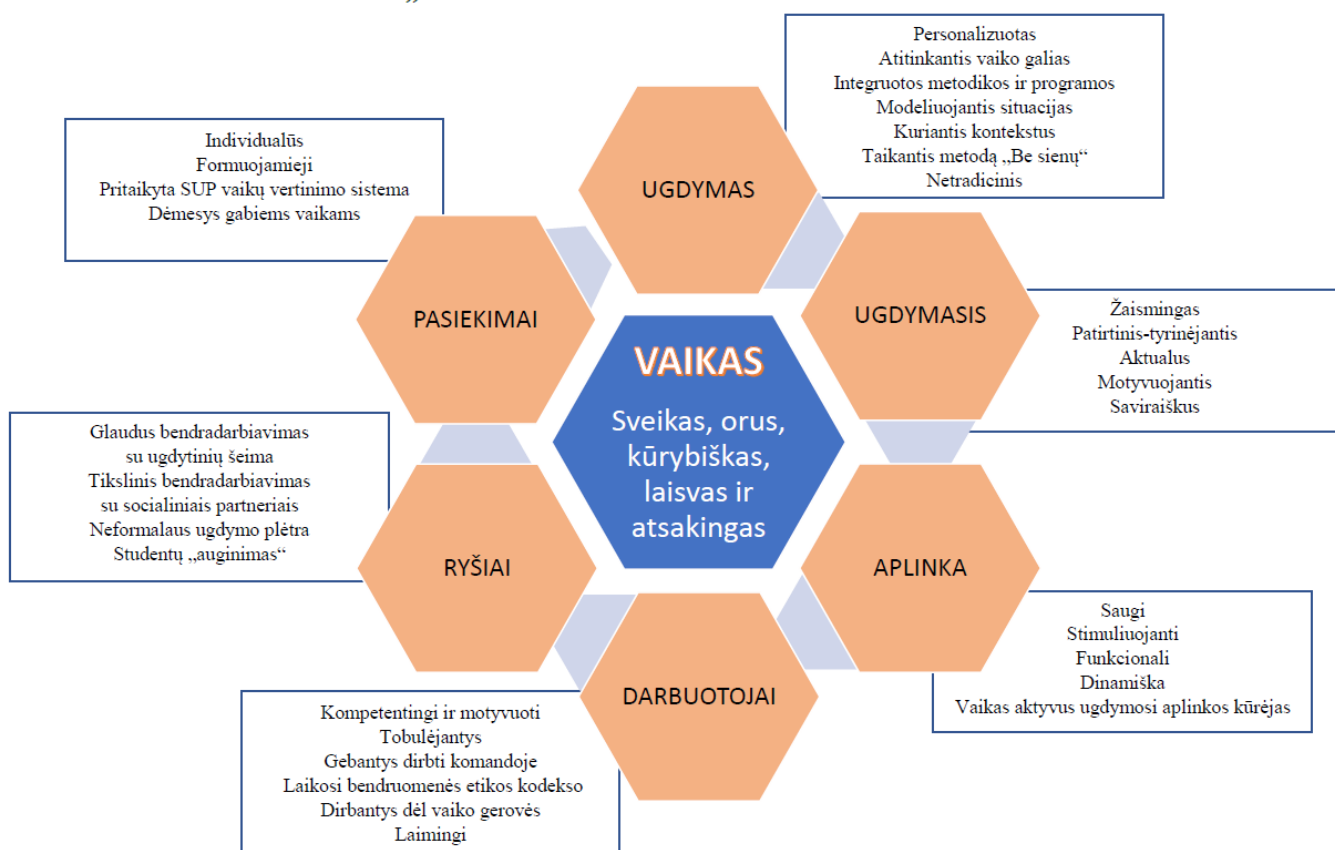 „
Personalizuotas
Atitinkantis vaiko galias
Integruotos metodikos ir programos
Modeliuojantis situacijas
Kuriantis kontekstus
Taikantis metodą „Be sienų“
Netradicinis
UGDYMAS
Individualūs
Formuojamieji
Pritaikyta SUP vaikų vertinimo sistema
Dėmesys gabiems vaikams
PASIEKIMAI
UGDYMASIS
Žaismingas
Patirtinis-tyrinėjantis
Aktualus
Motyvuojantis
Saviraiškus
VAIKAS
Sveikas, orus,
kūrybiškas,
laisvas ir
atsakingas
Glaudus bendradarbiavimas
su ugdytinių šeima
Tikslinis bendradarbiavimas
su socialiniais partneriais
Neformalaus ugdymo plėtra
Studentų „auginimas“
RYŠIAI
APLINKA
Saugi
Stimuliuojanti
Funkcionali
Dinamiška
Vaikas aktyvus ugdymosi aplinkos kūrėjas
DARBUOTOJAI
Kompetentingi ir motyvuoti
Tobulėjantys
Gebantys dirbti komandoje
Laikosi bendruomenės etikos kodekso
Dirbantys dėl vaiko gerovės
Laimingi